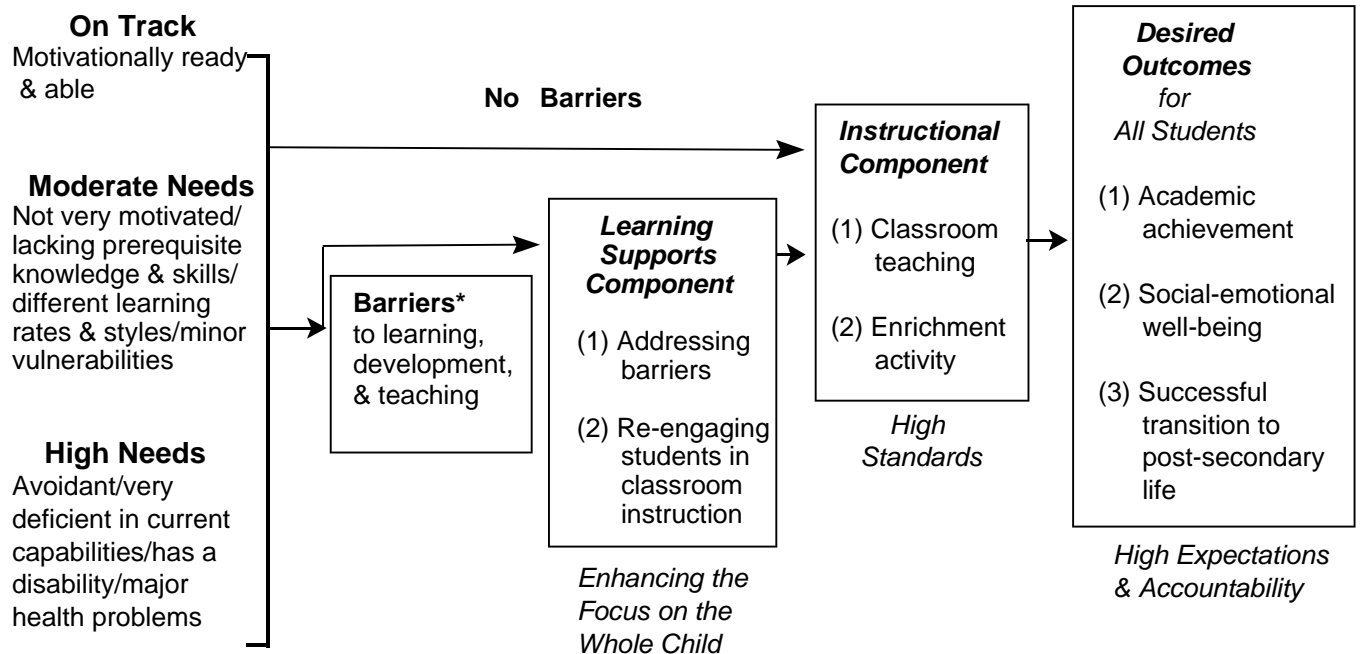 On Track
Motivationally ready
& able
Moderate Needs
Not very motivated/
lacking prerequisite
knowledge & skills/
different learning
rates & styles/minor
vulnerabilities
High Needs
Avoidant/very
deficient in current
capabilities/has a
disability/major
health problems
No Barriers
Barriers*
to learning,
development,
& teaching
Learning
Supports
Component
(1) Addressing
barriers
(2) Re-engaging
students in
classroom
instruction
Enhancing the
Focus on the
Whole Child
Instructional
Component
(1) Classroom
teaching
(2) Enrichment
activity
High
Standards
Desired
Outcomes
for
All Students
(1) Academic
achievement
(2) Social-emotional
well-being
(3) Successful
transition to
post-secondary
life
High Expectations
& Accountability